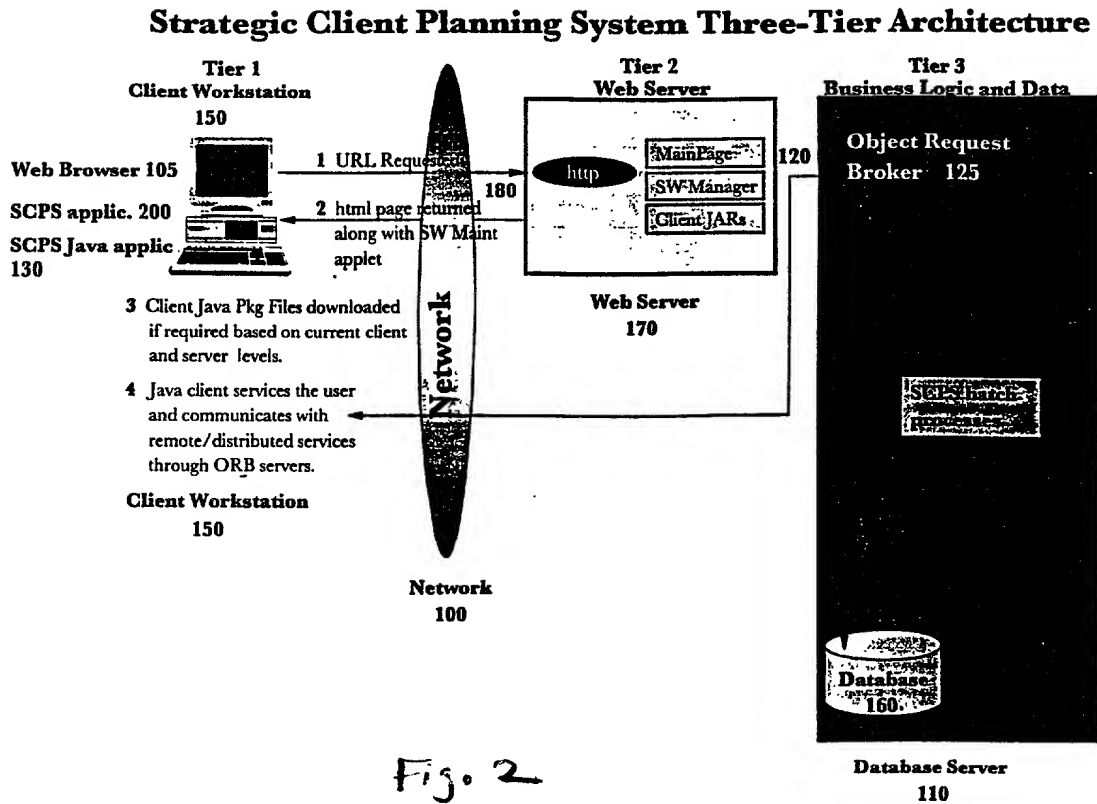 Strategic Client Planning System Three-Tier Architecture
Tier 1
Client Workstation
150
Web Browser 105
SCPS applic. 200
SCPS Java applic
130
1 URL Request
180
2 html page returned
along with SW Maint
applet
3 Client Java Pkg Files downloaded
if required based on current client
and server levels.
4 Java client services the user
and communicates with
remote/distributed services
through ORB servers.
Client Workstation
150
Network
Network
100
Tier 2
Web Server
http
MainPage
SW-Manager
Client JARs
120
Web Server
170
Tier 3
Business Logic and Data
Object Request
Broker 125
SCPS batch
processes
Database
160
Database Server
110
Fig. 2